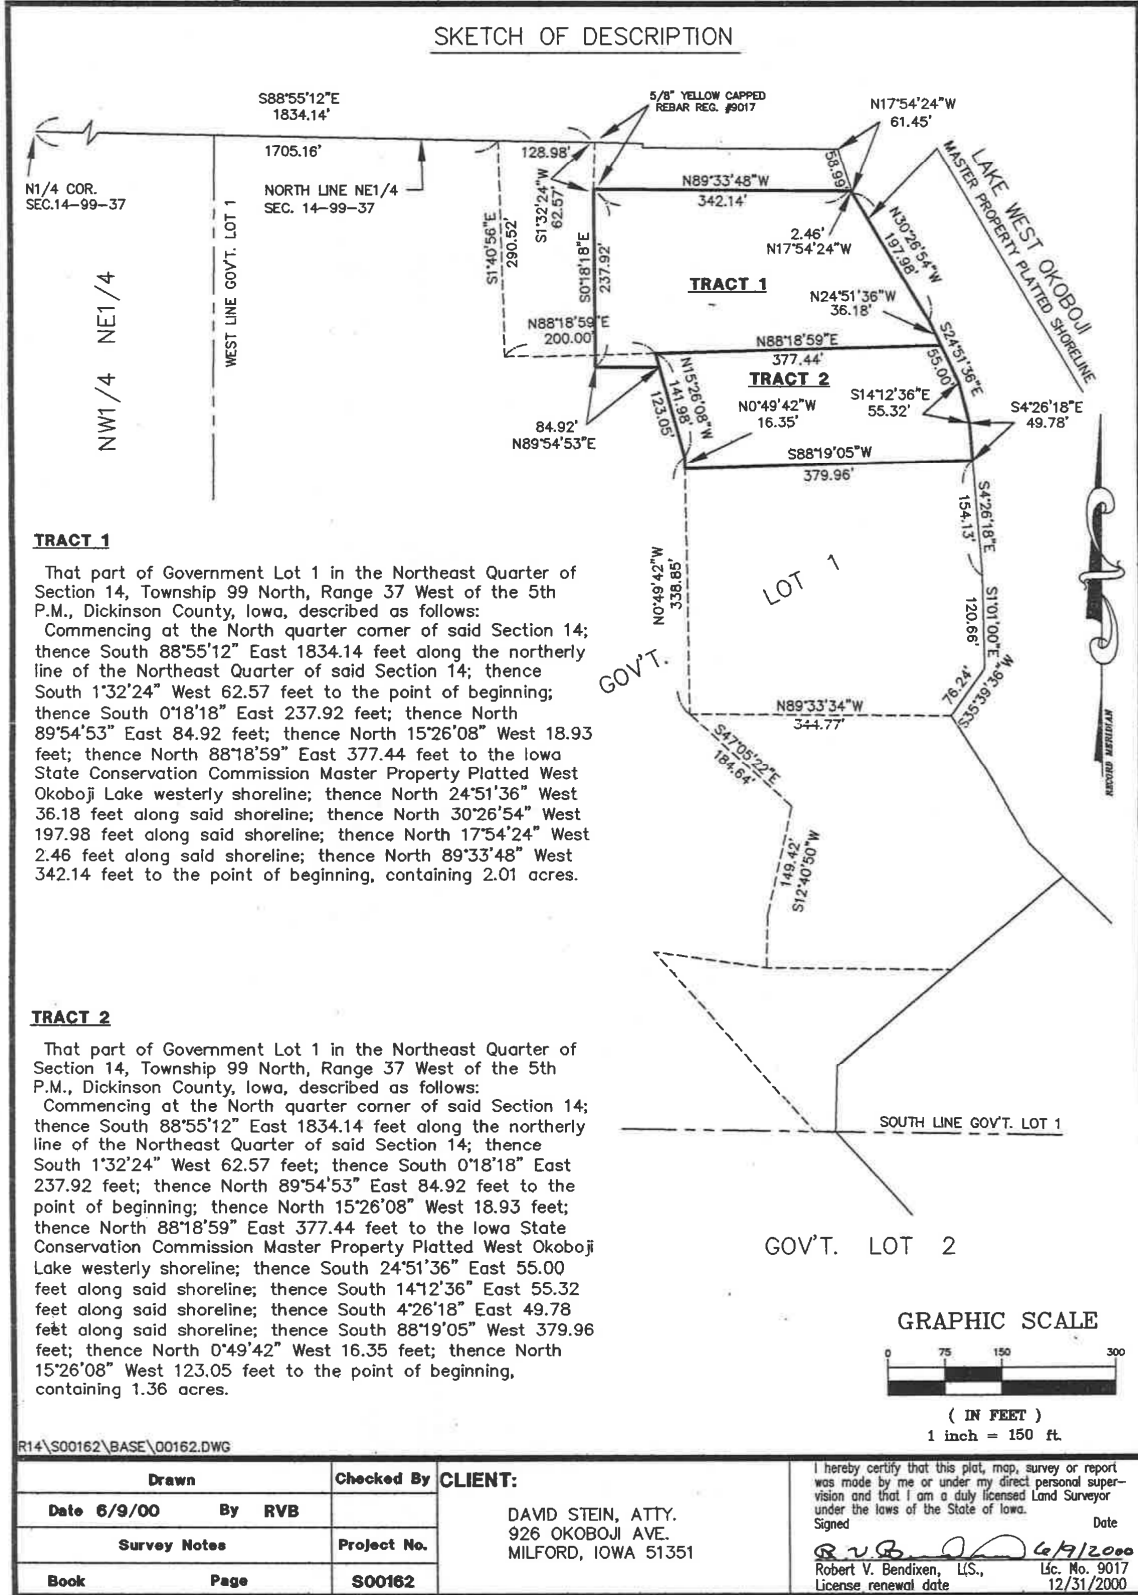 SKETCH OF DESCRIPTION
S88°55'12"E
1834.14'
1705.16'
128.98'
5/8" YELLOW CAPPED
REBAR REG. #9017
N17°54'24"W
61.45'
58.99'
N1/4 COR.
SEC.14-99-37
NORTH LINE NE1/4
SEC. 14-99-37
WEST LINE GOV'T. LOT 1
NW1/4 NE1/4
S1°40'56"E
290.52'
S1°32'24"W
62.57'
S0°18'18"E
237.92'
N89°33'48"W
342.14'
2.46'
N17°54'24"W
N30°26'54"W
197.98'
LAKE WEST OKOBOJI
MASTER PROPERTY PLATTED SHORELINE
TRACT 1
N24°51'36"W
36.18'
N88°18'59"E
200.00'
N88°18'59"E
377.44'
S24°51'36"E
55.00'
TRACT 2
N15°26'08"W
141.98'
123.05'
N0°49'42"W
16.35'
S14°12'36"E
55.32'
S4°26'18"E
49.78'
84.92'
N89°54'53"E
S88°19'05"W
379.96'
S4°26'18"E
154.13'
N0°49'42"W
338.85'
GOV'T. LOT 1
S1°01'00"E
120.66'
76.24'
S35°39'36"W
N89°33'34"W
344.77'
S47°05'22"E
184.64'
149.42'
S12°40'50"W
RECORD MERIDIAN
TRACT 1
That part of Government Lot 1 in the Northeast Quarter of
Section 14, Township 99 North, Range 37 West of the 5th
P.M., Dickinson County, Iowa, described as follows:
Commencing at the North quarter corner of said Section 14;
thence South 88°55'12" East 1834.14 feet along the northerly
line of the Northeast Quarter of said Section 14; thence
South 1°32'24" West 62.57 feet to the point of beginning;
thence South 0°18'18" East 237.92 feet; thence North
89°54'53" East 84.92 feet; thence North 15°26'08" West 18.93
feet; thence North 88°18'59" East 377.44 feet to the Iowa
State Conservation Commission Master Property Platted West
Okoboji Lake westerly shoreline; thence North 24°51'36" West
36.18 feet along said shoreline; thence North 30°26'54" West
197.98 feet along said shoreline; thence North 17°54'24" West
2.46 feet along said shoreline; thence North 89°33'48" West
342.14 feet to the point of beginning, containing 2.01 acres.
TRACT 2
That part of Government Lot 1 in the Northeast Quarter of
Section 14, Township 99 North, Range 37 West of the 5th
P.M., Dickinson County, Iowa, described as follows:
Commencing at the North quarter corner of said Section 14;
thence South 88°55'12" East 1834.14 feet along the northerly
line of the Northeast Quarter of said Section 14; thence
South 1°32'24" West 62.57 feet; thence South 0°18'18" East
237.92 feet; thence North 89°54'53" East 84.92 feet to the
point of beginning; thence North 15°26'08" West 18.93 feet;
thence North 88°18'59" East 377.44 feet to the Iowa State
Conservation Commission Master Property Platted West Okoboji
Lake westerly shoreline; thence South 24°51'36" East 55.00
feet along said shoreline; thence South 14°12'36" East 55.32
feet along said shoreline; thence South 4°26'18" East 49.78
feet along said shoreline; thence South 88°19'05" West 379.96
feet; thence North 0°49'42" West 16.35 feet; thence North
15°26'08" West 123.05 feet to the point of beginning,
containing 1.36 acres.
SOUTH LINE GOV'T. LOT 1
GOV'T. LOT 2
GRAPHIC SCALE
0 75 150 300
( IN FEET )
1 inch = 150 ft.
R14\S00162\BASE\00162.DWG
Drawn
Date 6/9/00 By RVB
Survey Notes
Book Page
Checked By
Project No.
S00162
CLIENT:
DAVID STEIN, ATTY.
926 OKOBOJI AVE.
MILFORD, IOWA 51351
I hereby certify that this plat, map, survey or report
was made by me or under my direct personal super-
vision and that I am a duly licensed Land Surveyor
under the laws of the State of Iowa.
Signed Date
6/9/2000
Robert V. Bendixen, L.S., Lic. No. 9017
License renewal date 12/31/2000